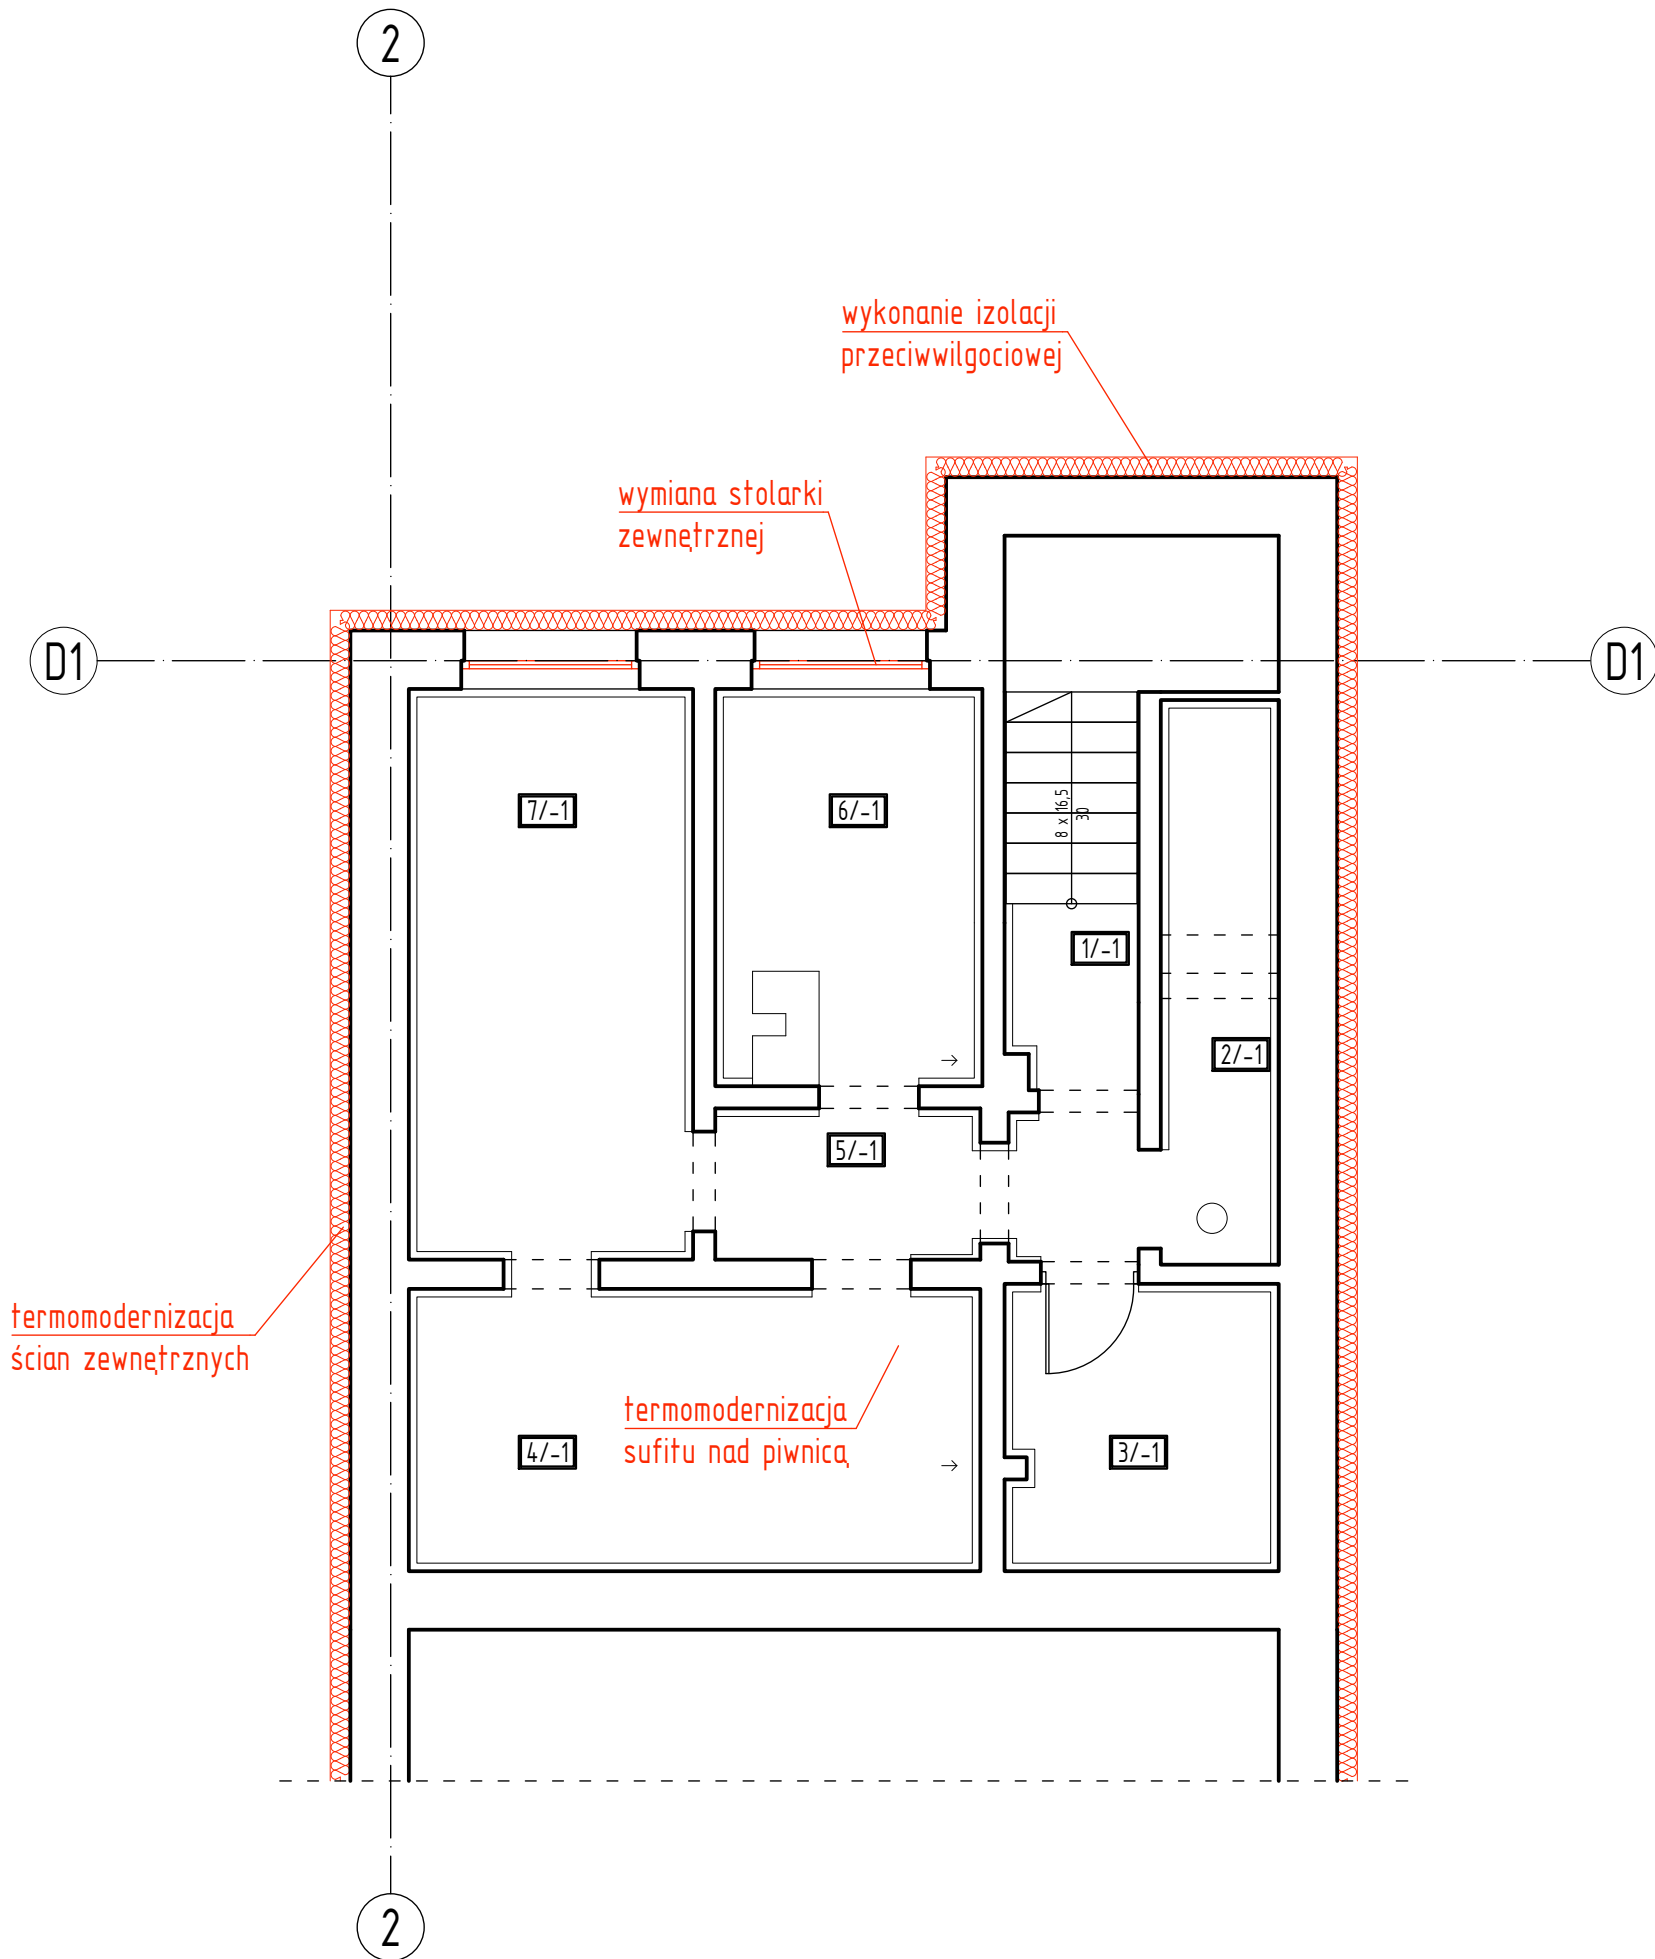 2
wykonanie izolacji
przeciwwilgociowej
wymiana stolarki
zewnętrznej
D1
D1
7/-1
6/-1
8 x 16,5
30
1/-1
2/-1
5/-1
termomodernizacja
ścian zewnętrznych
termomodernizacja
sufitu nad piwnicą
4/-1
3/-1
2